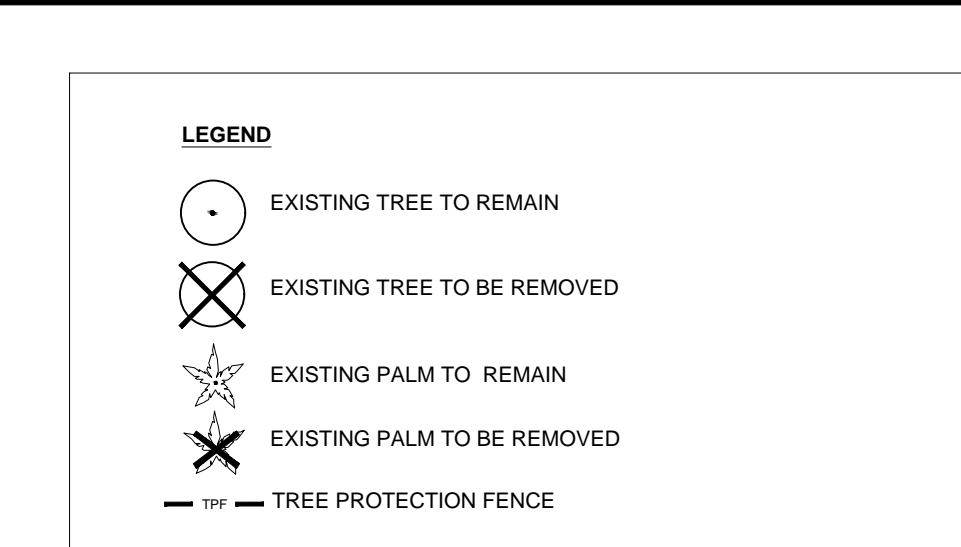 LEGEND
EXISTING TREE TO REMAIN
EXISTING TREE TO BE REMOVED
EXISTING PALM TO REMAIN
EXISTING PALM TO BE REMOVED
TPF TREE PROTECTION FENCE